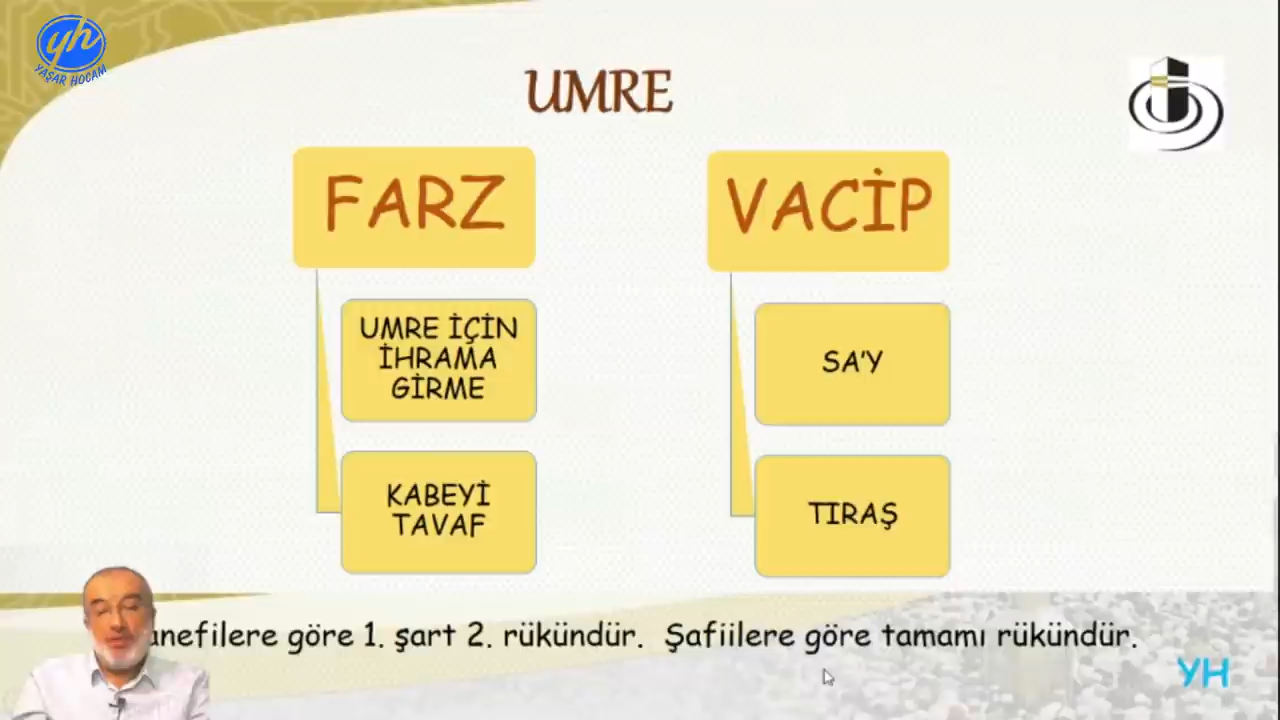 yh
YAŞAR HOCAM
UMRE
FARZ
VACİP
UMRE İÇİN
İHRAMA
GİRME
SA’Y
KABEYİ
TAVAF
TIRAŞ
anefilere göre 1. şart 2. rükündür. Şafiilere göre tamamı rükündür.
YH